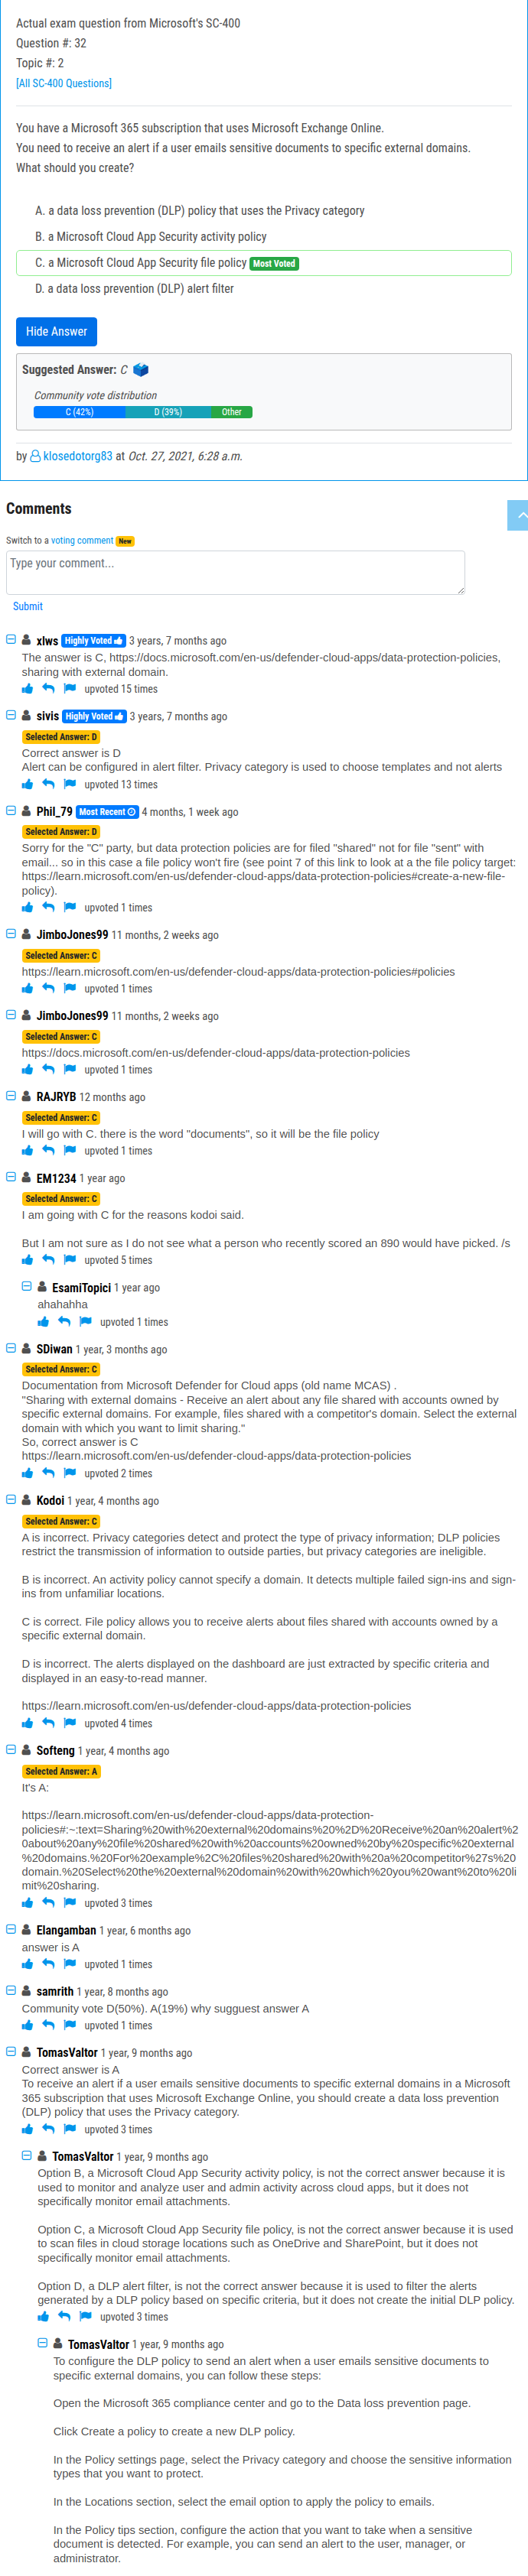 Actual exam question from Microsoft's SC-400
Question #: 32
Topic #: 2
[All SC-400 Questions]
You have a Microsoft 365 subscription that uses Microsoft Exchange Online.
You need to receive an alert if a user emails sensitive documents to specific external domains.
What should you create?
A. a data loss prevention (DLP) policy that uses the Privacy category
B. a Microsoft Cloud App Security activity policy
C. a Microsoft Cloud App Security file policy Most Voted
D. a data loss prevention (DLP) alert filter
Hide Answer
Suggested Answer: C
Community vote distribution
C (42%) D (39%) Other
by klosedotorg83 at Oct. 27, 2021, 6:28 a.m.
Comments
Switch to a voting comment New
Type your comment...
Submit
xlws Highly Voted 3 years, 7 months ago
The answer is C, https://docs.microsoft.com/en-us/defender-cloud-apps/data-protection-policies,
sharing with external domain.
upvoted 15 times
sivis Highly Voted 3 years, 7 months ago
Selected Answer: D
Correct answer is D
Alert can be configured in alert filter. Privacy category is used to choose templates and not alerts
upvoted 13 times
Phil_79 Most Recent 4 months, 1 week ago
Selected Answer: D
Sorry for the "C" party, but data protection policies are for filed "shared" not for file "sent" with
email... so in this case a file policy won't fire (see point 7 of this link to look at a the file policy target:
https://learn.microsoft.com/en-us/defender-cloud-apps/data-protection-policies#create-a-new-file-
policy).
upvoted 1 times
JimboJones99 11 months, 2 weeks ago
Selected Answer: C
https://learn.microsoft.com/en-us/defender-cloud-apps/data-protection-policies#policies
upvoted 1 times
JimboJones99 11 months, 2 weeks ago
Selected Answer: C
https://docs.microsoft.com/en-us/defender-cloud-apps/data-protection-policies
upvoted 1 times
RAJRYB 12 months ago
Selected Answer: C
I will go with C. there is the word "documents", so it will be the file policy
upvoted 1 times
EM1234 1 year ago
Selected Answer: C
I am going with C for the reasons kodoi said.
But I am not sure as I do not see what a person who recently scored an 890 would have picked. /s
upvoted 5 times
EsamiTopici 1 year ago
ahahahha
upvoted 1 times
SDiwan 1 year, 3 months ago
Selected Answer: C
Documentation from Microsoft Defender for Cloud apps (old name MCAS) .
"Sharing with external domains - Receive an alert about any file shared with accounts owned by
specific external domains. For example, files shared with a competitor's domain. Select the external
domain with which you want to limit sharing."
So, correct answer is C
https://learn.microsoft.com/en-us/defender-cloud-apps/data-protection-policies
upvoted 2 times
Kodoi 1 year, 4 months ago
Selected Answer: C
A is incorrect. Privacy categories detect and protect the type of privacy information; DLP policies
restrict the transmission of information to outside parties, but privacy categories are ineligible.
B is incorrect. An activity policy cannot specify a domain. It detects multiple failed sign-ins and sign-
ins from unfamiliar locations.
C is correct. File policy allows you to receive alerts about files shared with accounts owned by a
specific external domain.
D is incorrect. The alerts displayed on the dashboard are just extracted by specific criteria and
displayed in an easy-to-read manner.
https://learn.microsoft.com/en-us/defender-cloud-apps/data-protection-policies
upvoted 4 times
Softeng 1 year, 4 months ago
Selected Answer: A
It's A:
https://learn.microsoft.com/en-us/defender-cloud-apps/data-protection-
policies#:~:text=Sharing%20with%20external%20domains%20%2D%20Receive%20an%20alert%2
0about%20any%20file%20shared%20with%20accounts%20owned%20by%20specific%20external
%20domains.%20For%20example%2C%20files%20shared%20with%20a%20competitor%27s%20
domain.%20Select%20the%20external%20domain%20with%20which%20you%20want%20to%20li
mit%20sharing.
upvoted 3 times
Elangamban 1 year, 6 months ago
answer is A
upvoted 1 times
samrith 1 year, 8 months ago
Community vote D(50%). A(19%) why sugguest answer A
upvoted 1 times
TomasValtor 1 year, 9 months ago
Correct answer is A
To receive an alert if a user emails sensitive documents to specific external domains in a Microsoft
365 subscription that uses Microsoft Exchange Online, you should create a data loss prevention
(DLP) policy that uses the Privacy category.
upvoted 3 times
TomasValtor 1 year, 9 months ago
Option B, a Microsoft Cloud App Security activity policy, is not the correct answer because it is
used to monitor and analyze user and admin activity across cloud apps, but it does not
specifically monitor email attachments.
Option C, a Microsoft Cloud App Security file policy, is not the correct answer because it is used
to scan files in cloud storage locations such as OneDrive and SharePoint, but it does not
specifically monitor email attachments.
Option D, a DLP alert filter, is not the correct answer because it is used to filter the alerts
generated by a DLP policy based on specific criteria, but it does not create the initial DLP policy.
upvoted 3 times
TomasValtor 1 year, 9 months ago
To configure the DLP policy to send an alert when a user emails sensitive documents to
specific external domains, you can follow these steps:
Open the Microsoft 365 compliance center and go to the Data loss prevention page.
Click Create a policy to create a new DLP policy.
In the Policy settings page, select the Privacy category and choose the sensitive information
types that you want to protect.
In the Locations section, select the email option to apply the policy to emails.
In the Policy tips section, configure the action that you want to take when a sensitive
document is detected. For example, you can send an alert to the user, manager, or
administrator.